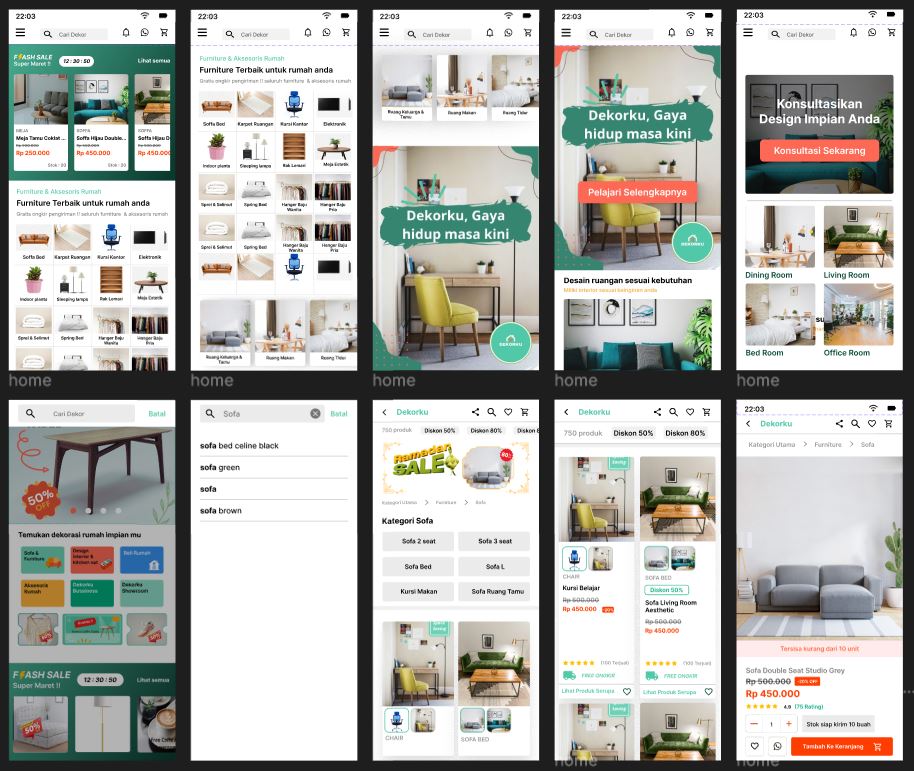 22:03
Cari Dekor
FLASH SALE
Super Maret !!
12 : 30 : 50
Lihat semua
MEJA
Meja Tamu Coklat ...
Rp 250.000
Stok : 20
SOFFA
Soffa Hijau Double...
Rp 450.000
Stok : 20
SOFFA
Soffa Hijau D
Rp 450.000
Furniture & Aksesoris Rumah
Furniture Terbaik untuk rumah anda
Gratis ongkir pengiriman !! seluruh furniture & aksesoris rumah
Soffa Bed
Karpet Ruangan
Kursi Kantor
Elektronik
Indoor planta
Sleeping lamps
Rak Lemari
Meja Estetik
Sprei & Selimut
Spring Bed
Hanger Baju Wanita
Hanger Baju Pria
home
22:03
Cari Dekor
Furniture & Aksesoris Rumah
Furniture Terbaik untuk rumah anda
Gratis ongkir pengiriman !! seluruh furniture & aksesoris rumah
Soffa Bed
Karpet Ruangan
Kursi Kantor
Elektronik
Indoor planta
Sleeping lamps
Rak Lemari
Meja Estetik
Sprei & Selimut
Spring Bed
Hanger Baju Wanita
Hanger Baju Pria
Sprei & Selimut
Spring Bed
Hanger Baju Wanita
Hanger Baju Pria
Ruang Keluarga & Tamu
Ruang Makan
Ruang Tidur
home
22:03
Cari Dekor
Ruang Keluarga & Tamu
Ruang Makan
Ruang Tidur
Dekorku, Gaya
hidup masa kini
DEKORKU
home
22:03
Cari Dekor
Dekorku, Gaya
hidup masa kini
Pelajari Selengkapnya
DEKORKU
Desain ruangan sesuai kebutuhan
Miliki interior sesuai keinginan anda
home
22:03
Cari Dekor
Konsultasikan
Design Impian Anda
Konsultasi Sekarang
Dining Room
Living Room
su
Bed Room
Office Room
home
Cari Dekor
Batal
50%
OFF
Temukan dekorasi rumah impian mu
Sofa & Furniture
Design Interior & kitchen set
Beli Rumah
Aksesoris Rumah
Dekorku Bussiness
Dekorku Showroom
FLASH SALE
Super Maret !!
12 : 30 : 50
Lihat semua
50%
Sofa
Batal
sofa bed celine black
sofa green
sofa
sofa brown
Dekorku
750 produk
Diskon 50%
Diskon 80%
Diskon 8
Ramadan
SALE
80%
Kategori Utama
Furniture
Sofa
Kategori Sofa
Sofa 2 seat
Sofa 3 seat
Sofa Bed
Sofa L
Kursi Makan
Sofa Ruang Tamu
CHAIR
SOFA BED
Dekorku
750 produk
Diskon 50%
Diskon 80%
CHAIR
Kursi Belajar
Rp 500.000
Rp 450.000
-20%
(100 Terjual)
FREE ONGKIR
Lihat Produk Serupa
SOFA BED
Diskon 50%
Sofa Living Room
Aesthetic
Rp 500.000
Rp 450.000
(100 Terjual)
FREE ONGKIR
Lihat Produk Serupa
home
22:03
Dekorku
Kategori Utama
Furniture
Sofa
Tersisa kurang dari 10 unit
Sofa Double Seat Studio Grey
Rp 500.000
-20% OFF
Rp 450.000
4.9
(75 Rating)
1
Stok siap kirim 10 buah
Tambah Ke Keranjang
home